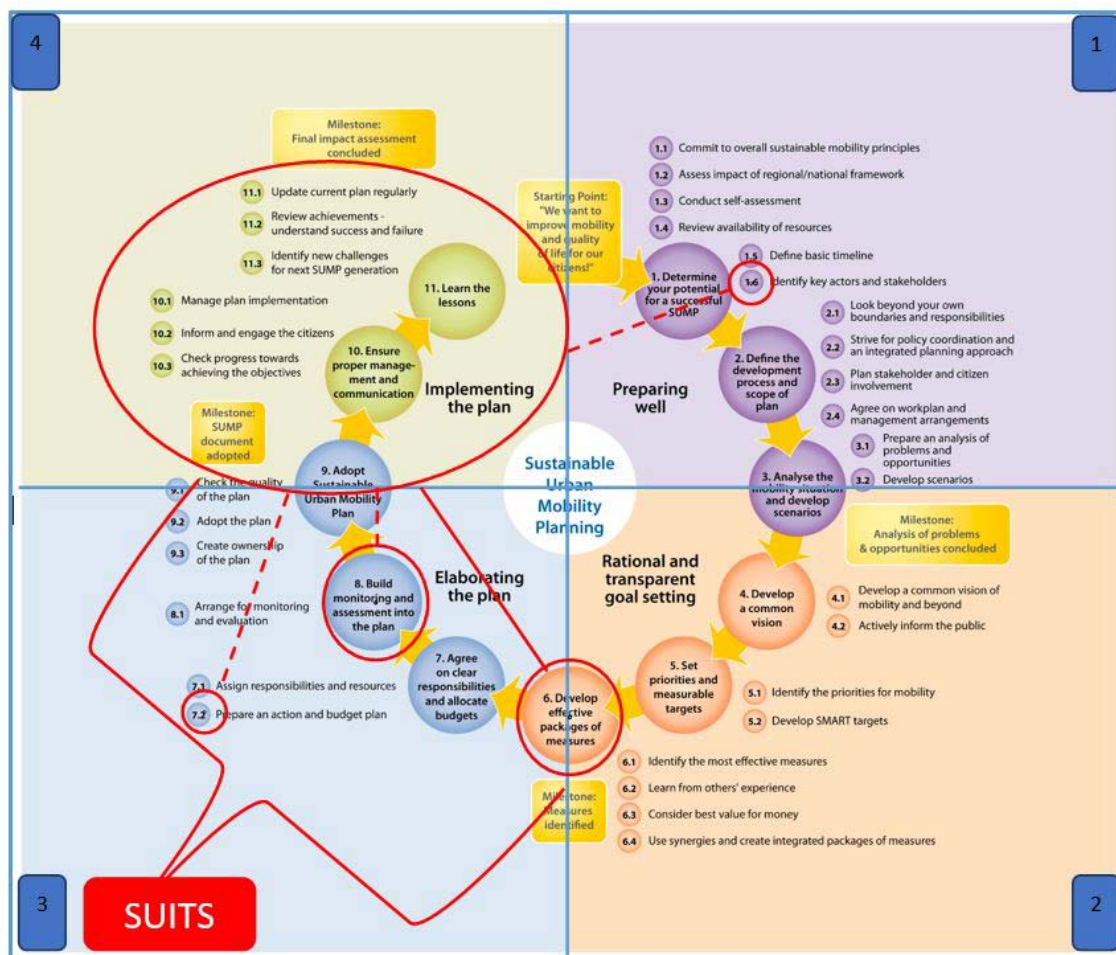 4
1
Milestone:
Final impact assessment
concluded
11.1 Update current plan regularly
11.2 Review achievements -
understand success and failure
11.3 Identify new challenges
for next SUMP generation
10.1 Manage plan implementation
10.2 Inform and engage the citizens
10.3 Check progress towards
achieving the objectives
11. Learn the
lessons
10. Ensure
proper manage-
ment and
communication
Implementing
the plan
Milestone:
SUMP
document
adopted
9. Adopt
Sustainable
Urban Mobility
Plan
Starting Point:
"We want to
improve mobility
and quality
of life for our
citizens!"
1.1 Commit to overall sustainable mobility principles
1.2 Assess impact of regional/national framework
1.3 Conduct self-assessment
1.4 Review availability of resources
1.5 Define basic timeline
1.6 Identify key actors and stakeholders
1. Determine
your potential
for a successful
SUMP
2.1 Look beyond your own
boundaries and responsibilities
2.2 Strive for policy coordination and
an integrated planning approach
2.3 Plan stakeholder and citizen
involvement
2.4 Agree on workplan and
management arrangements
2. Define the
development
process and
scope of
plan
Preparing
well
3.1 Prepare an analysis of
problems and
opportunities
3.2 Develop scenarios
3. Analyse the
mobility situation
and develop
scenarios
Sustainable
Urban
Mobility
Planning
9.1 Check the quality
of the plan
9.2 Adopt the plan
9.3 Create ownership
of the plan
8.1 Arrange for monitoring
and evaluation
8. Build
monitoring and
assessment into
the plan
Elaborating
the plan
7.1 Assign responsibilities and resources
7.2 Prepare an action and budget plan
7. Agree
on clear
responsibilities
and allocate
budgets
Milestone:
Analysis of problems
& opportunities concluded
Rational and
transparent
goal setting
4. Develop
a common
vision
4.1 Develop a common vision of
mobility and beyond
4.2 Actively inform the public
5. Set
priorities and
measurable
targets
5.1 Identify the priorities for mobility
5.2 Develop SMART targets
6. Develop
effective
packages of
measures
6.1 Identify the most effective measures
6.2 Learn from others' experience
6.3 Consider best value for money
6.4 Use synergies and create integrated packages of measures
Milestone:
Measures
identified
3
SUITS
2